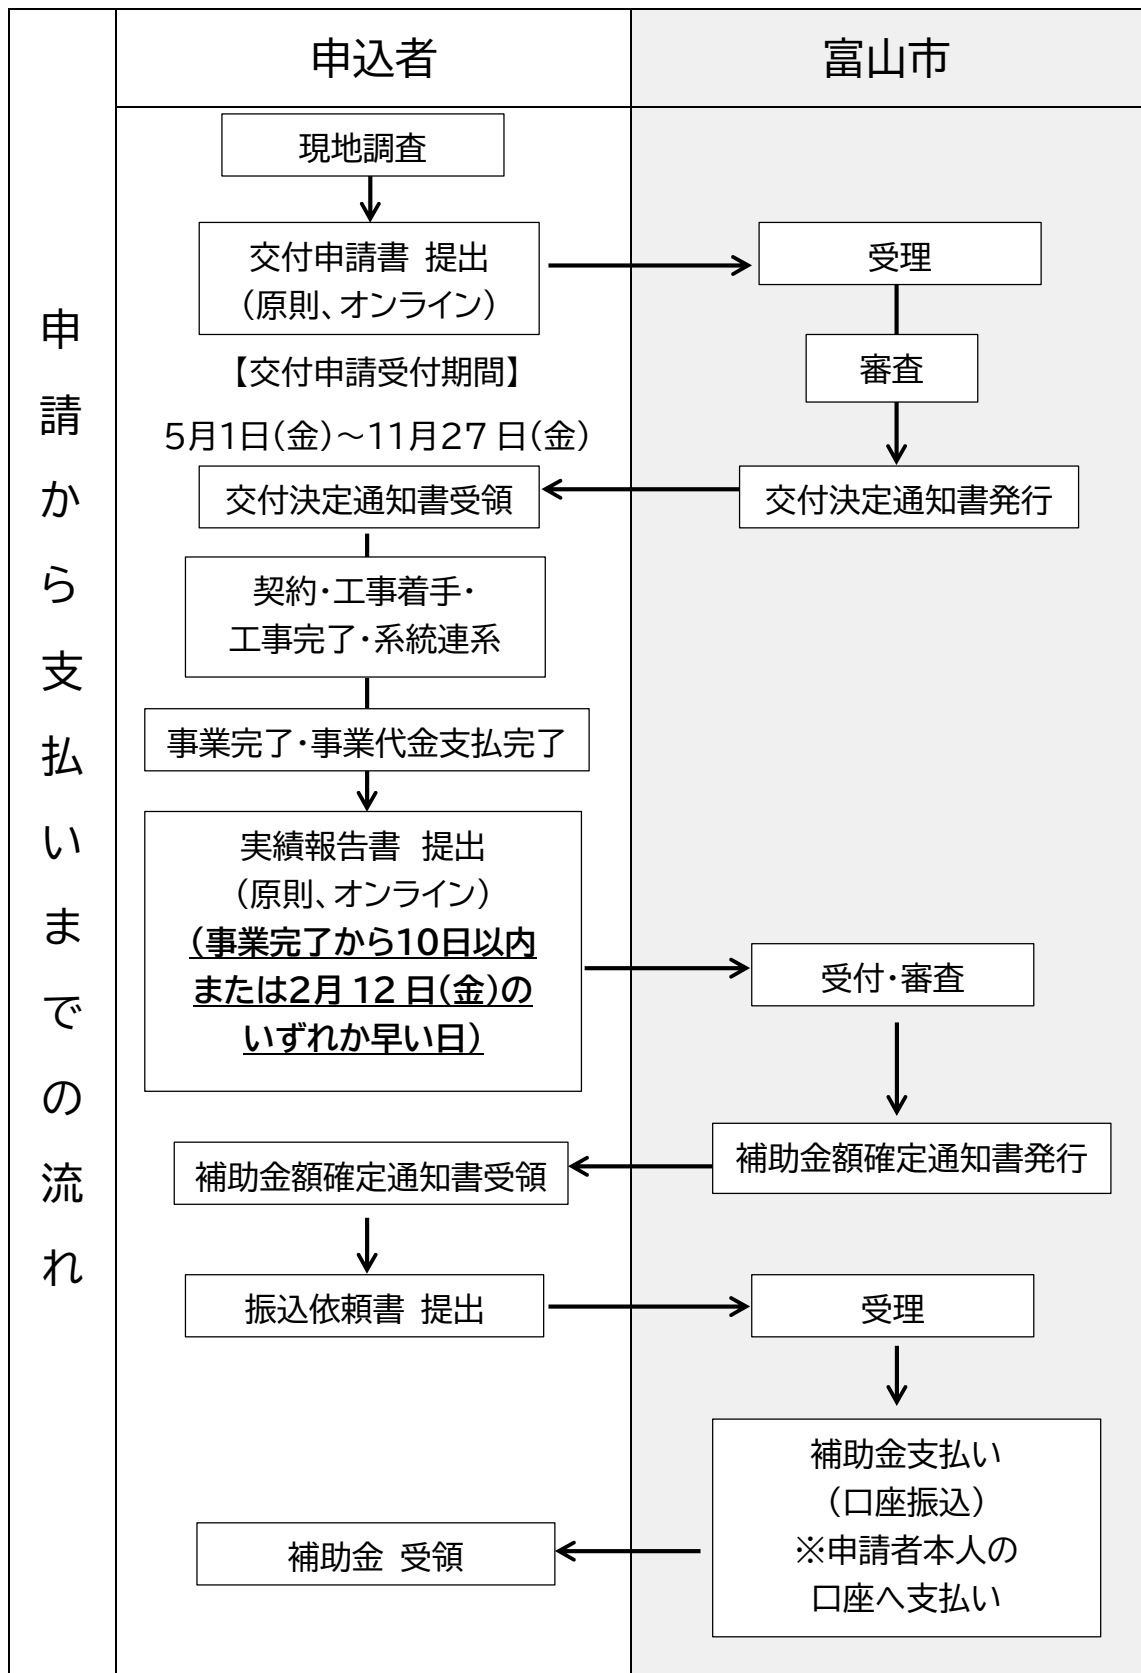 申請から支払いまでの流れ
申込者
富山市
現地調査
交付申請書 提出
（原則、オンライン）
受理
【交付申請受付期間】
5月1日(金)～11月27日(金)
審査
交付決定通知書受領
交付決定通知書発行
契約・工事着手・
工事完了・系統連系
事業完了・事業代金支払完了
実績報告書 提出
（原則、オンライン）
（事業完了から10日以内
または2月12日(金)の
いずれか早い日）
受付・審査
補助金額確定通知書発行
補助金額確定通知書受領
振込依頼書 提出
受理
補助金支払い
（口座振込）
※申請者本人の
口座へ支払い
補助金 受領